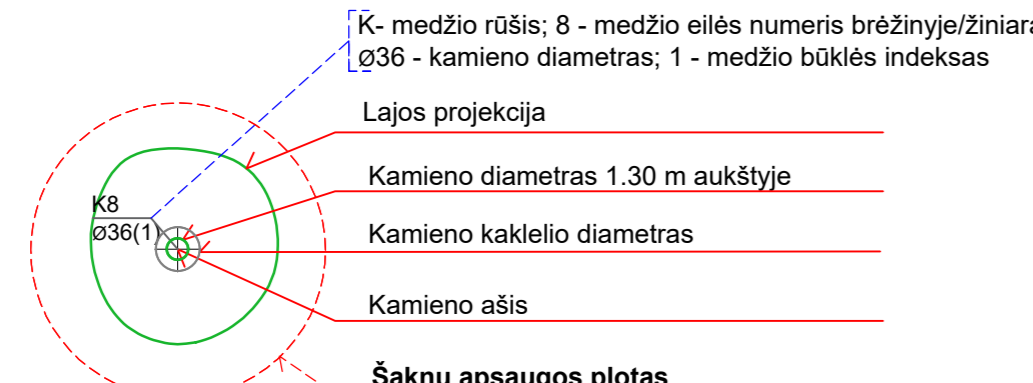 K- medžio rūšis; 8 - medžio eilės numeris brėžinyje/žiniara
Ø36 - kamieno diametras; 1 - medžio būklės indeksas
Lajos projekcija
Kamieno diametras 1.30 m aukštyje
K8
Ø36(1)
Kamieno kaklelio diametras
Kamieno ašis
Šaknų apsaugos plotas